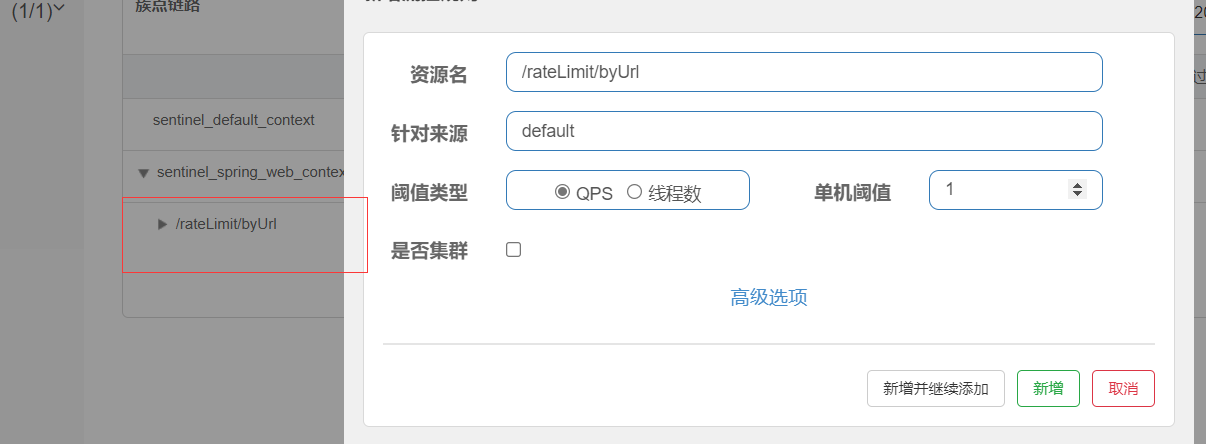 (1/1)
簇点链路
sentinel_default_context
sentinel_spring_web_contex
/rateLimit/byUrl
资源名
/rateLimit/byUrl
针对来源
default
阈值类型
QPS 线程数
单机阈值
1
是否集群
高级选项
新增并继续添加 新增 取消
20
过